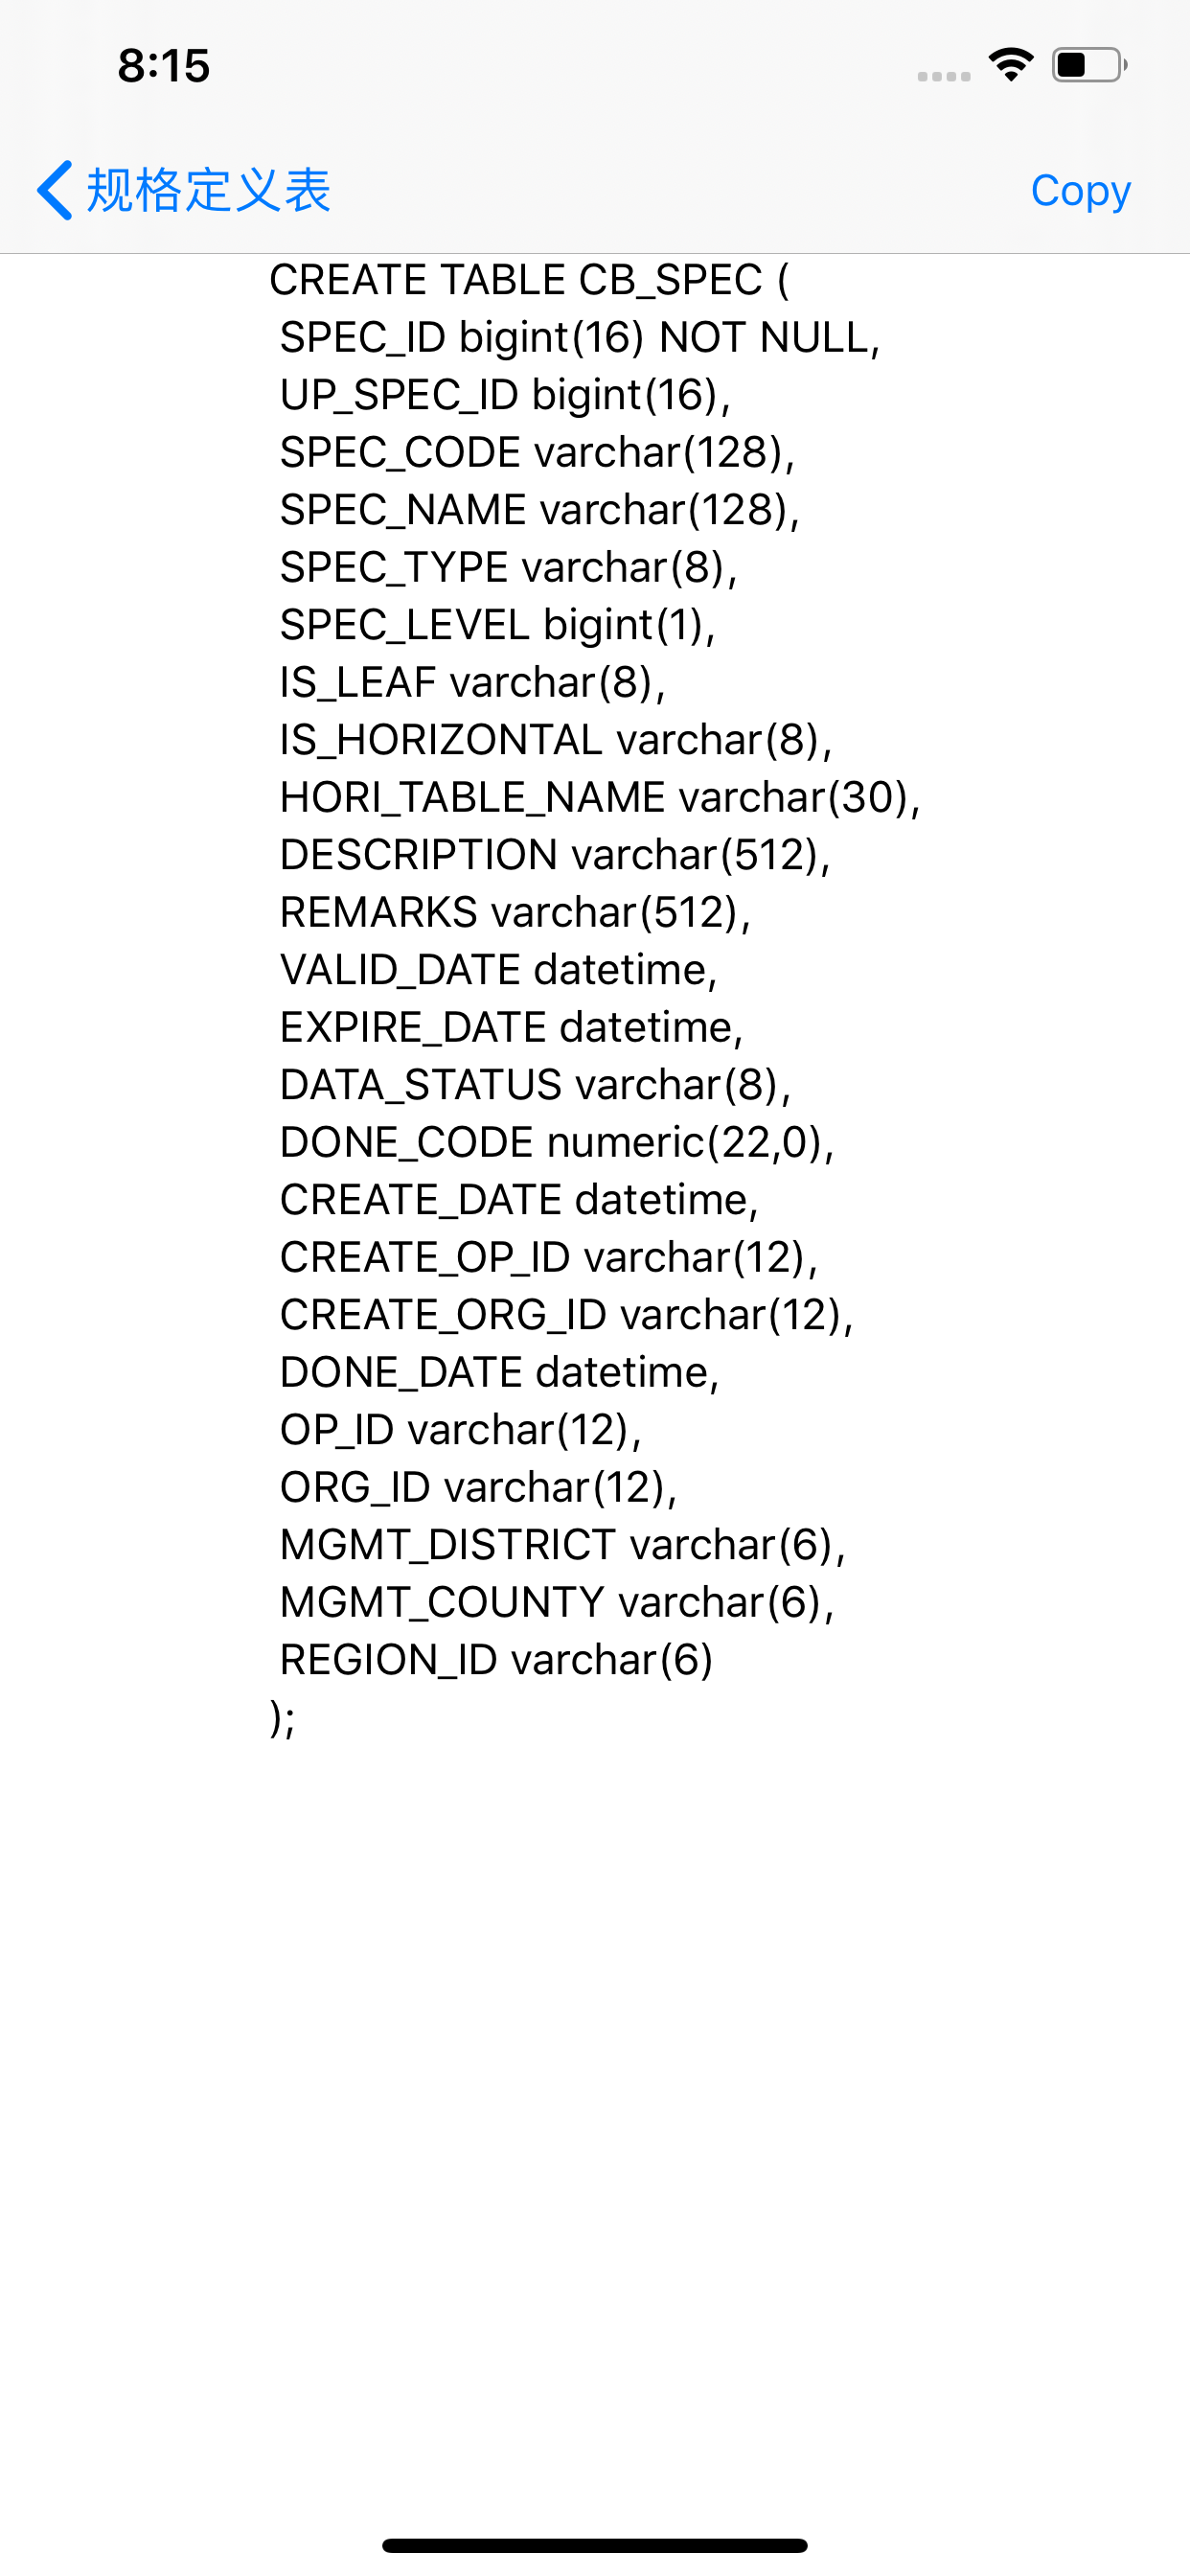 8:15
规格定义表
Copy
CREATE TABLE CB_SPEC (
SPEC_ID bigint(16) NOT NULL,
UP_SPEC_ID bigint(16),
SPEC_CODE varchar(128),
SPEC_NAME varchar(128),
SPEC_TYPE varchar(8),
SPEC_LEVEL bigint(1),
IS_LEAF varchar(8),
IS_HORIZONTAL varchar(8),
HORI_TABLE_NAME varchar(30),
DESCRIPTION varchar(512),
REMARKS varchar(512),
VALID_DATE datetime,
EXPIRE_DATE datetime,
DATA_STATUS varchar(8),
DONE_CODE numeric(22,0),
CREATE_DATE datetime,
CREATE_OP_ID varchar(12),
CREATE_ORG_ID varchar(12),
DONE_DATE datetime,
OP_ID varchar(12),
ORG_ID varchar(12),
MGMT_DISTRICT varchar(6),
MGMT_COUNTY varchar(6),
REGION_ID varchar(6)
);